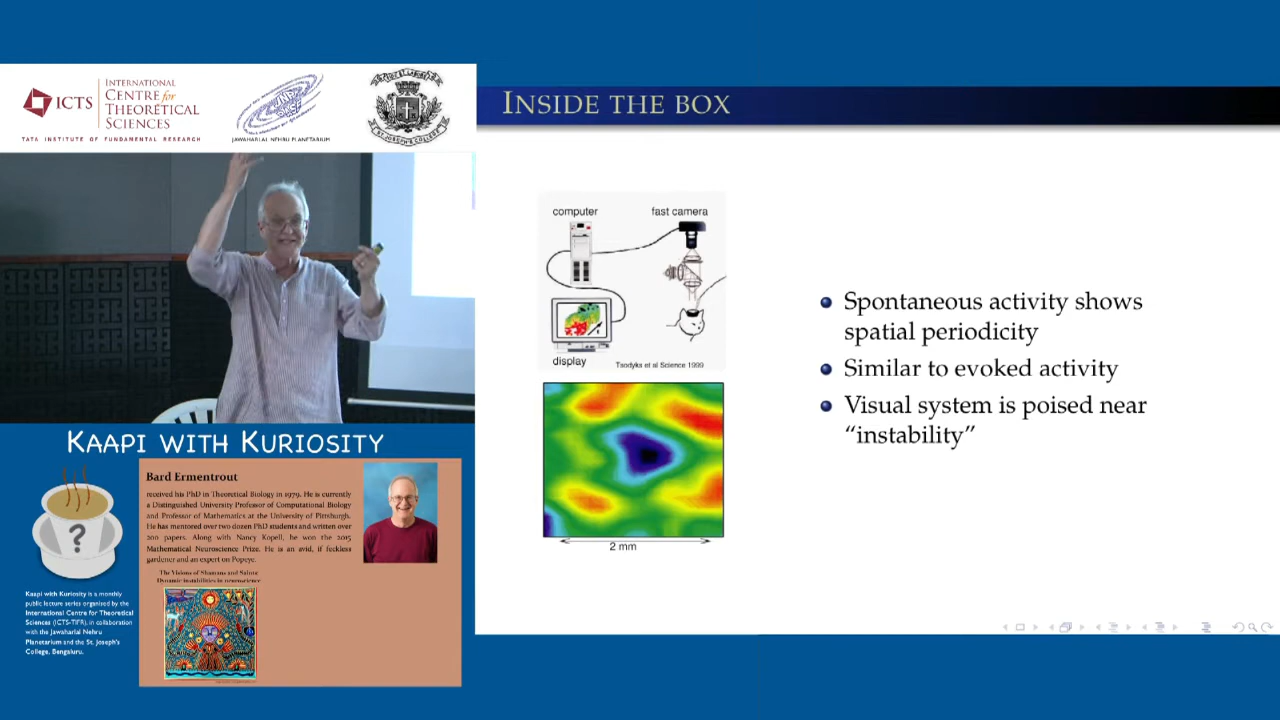 ICTS
INTERNATIONAL
CENTRE for
THEORETICAL
SCIENCES
TATA INSTITUTE OF FUNDAMENTAL RESEARCH
JAWAHARLAL NEHRU PLANETARIUM
INSIDE THE BOX
computer
fast camera
display
Tsodyks et al Science 1999
2 mm
Spontaneous activity shows
spatial periodicity
Similar to evoked activity
Visual system is poised near
“instability”
KAAPI WITH KURIOSITY
?
Bard Ermentrout
received his PhD in Theoretical Biology in 1979. He is currently
a Distinguished University Professor of Computational Biology
and Professor of Mathematics at the University of Pittsburgh.
He has mentored over two dozen PhD students and written over
200 papers. Along with Nancy Kopell, he won the 2015
Mathematical Neuroscience Prize. He is an avid, if feckless
gardener and an expert on Popeye.
The Visions of Shamans and Saints
Dynamic instabilities in neuroscience
Kaapi with Kuriosity is a monthly
public lecture series organised by the
International Centre for Theoretical
Sciences (ICTS-TIFR), in collaboration
with the Jawaharlal Nehru
Planetarium and the St. Joseph's
College, Bengaluru.